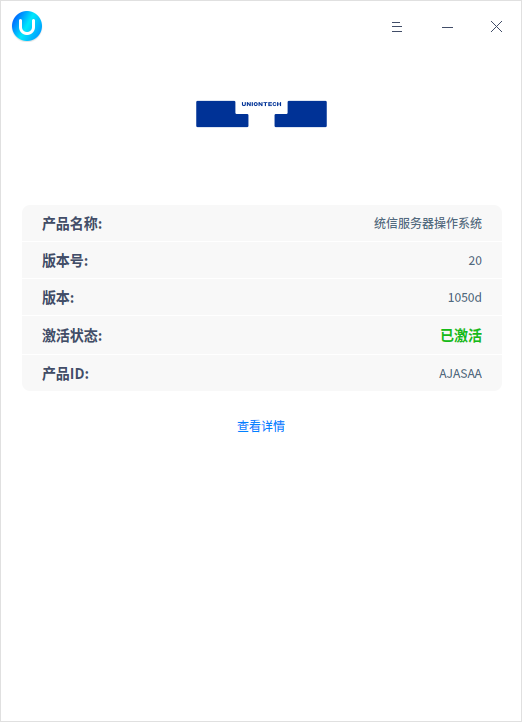 UNIONTECH
产品名称: 统信服务器操作系统
版本号: 20
版本: 1050d
激活状态: 已激活
产品ID: AJASAA
查看详情